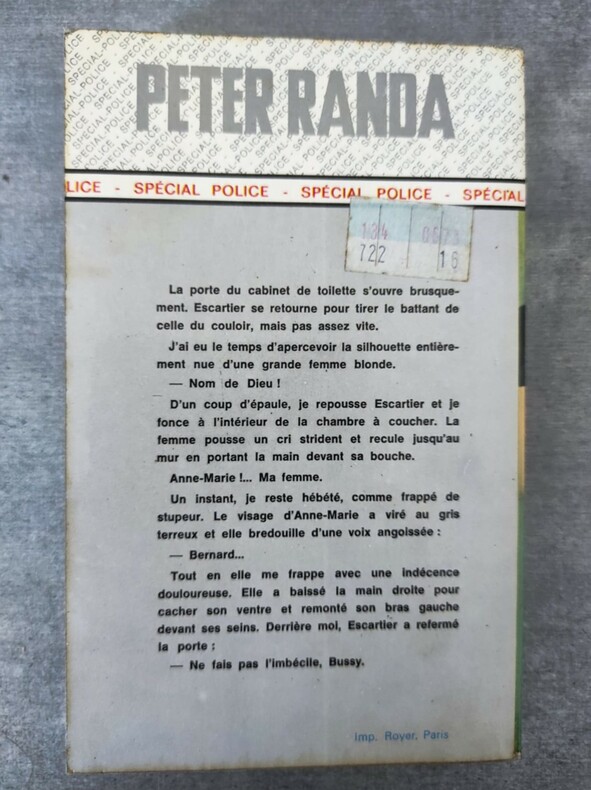 PETER RANDA
LICE - SPÉCIAL POLICE - SPÉCIAL POLICE - SPÉCIAL
722 16
La porte du cabinet de toilette s'ouvre brusque-
ment. Escartier se retourne pour tirer le battant de
celle du couloir, mais pas assez vite.
J'ai eu le temps d'apercevoir la silhouette entière-
ment nue d'une grande femme blonde.
— Nom de Dieu !
D'un coup d'épaule, je repousse Escartier et je
fonce à l'intérieur de la chambre à coucher. La
femme pousse un cri strident et recule jusqu'au
mur en portant la main devant sa bouche.
Anne-Marie !... Ma femme.
Un instant, je reste hébété, comme frappé de
stupeur. Le visage d'Anne-Marie a viré au gris
terreux et elle bredouille d'une voix angoissée :
— Bernard...
Tout en elle me frappe avec une indécence
douloureuse. Elle a baissé la main droite pour
cacher son ventre et remonté son bras gauche
devant ses seins. Derrière moi, Escartier a refermé
la porte :
— Ne fais pas l'imbécile, Bussy.
Imp. Royer. Paris